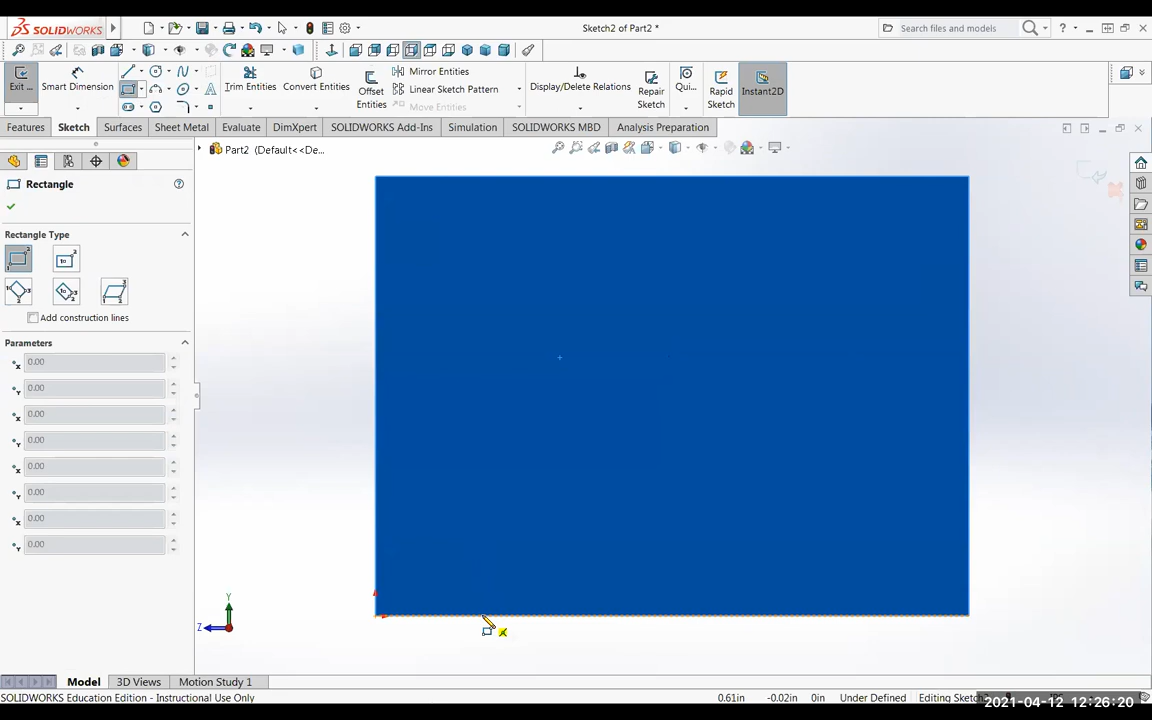 SOLIDWORKS
Sketch2 of Part2 *
Search files and models
Exit ...
Smart Dimension
Trim Entities
Convert Entities
Offset Entities
Mirror Entities
Linear Sketch Pattern
Move Entities
Display/Delete Relations
Repair Sketch
Qui...
Rapid Sketch
Instant2D
Features
Sketch
Surfaces
Sheet Metal
Evaluate
DimXpert
SOLIDWORKS Add-Ins
Simulation
SOLIDWORKS MBD
Analysis Preparation
Part2 (Default<<De...
Rectangle
Rectangle Type
Add construction lines
Parameters
0.00
0.00
0.00
0.00
0.00
0.00
0.00
0.00
Y
Z
Model
3D Views
Motion Study 1
SOLIDWORKS Education Edition - Instructional Use Only
0.61in
-0.02in
0in
Under Defined
Editing Sketch2
2021-04-12 12:26:20